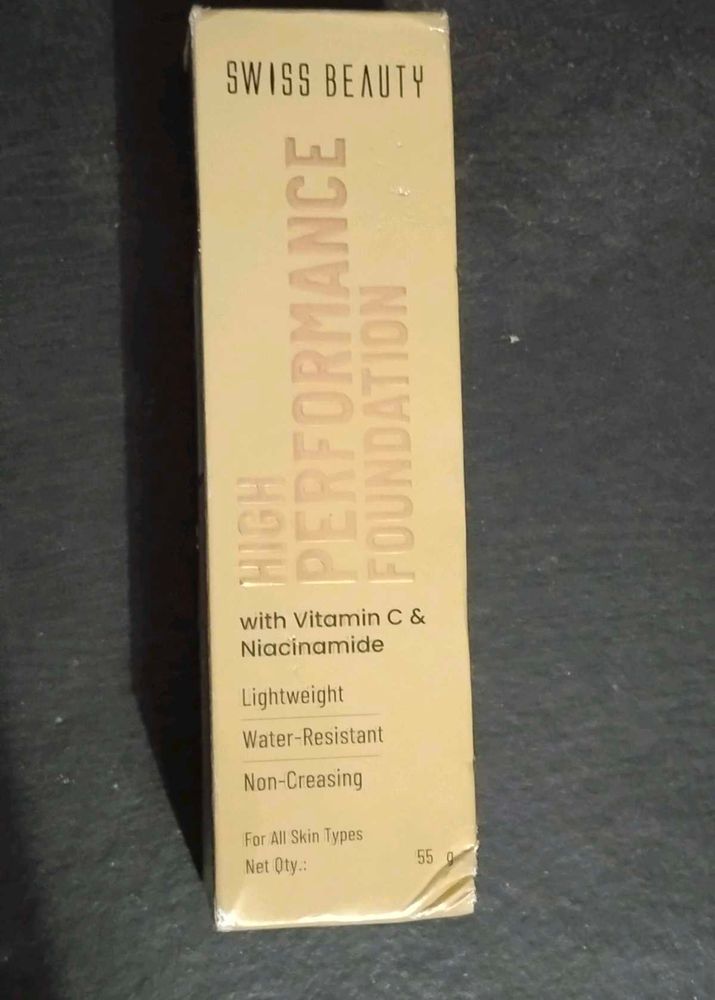 SWISS BEAUTY
HIGH
PERFORMANCE
FOUNDATION
with Vitamin C &
Niacinamide
Lightweight
Water-Resistant
Non-Creasing
For All Skin Types
Net Qty.: 55 g